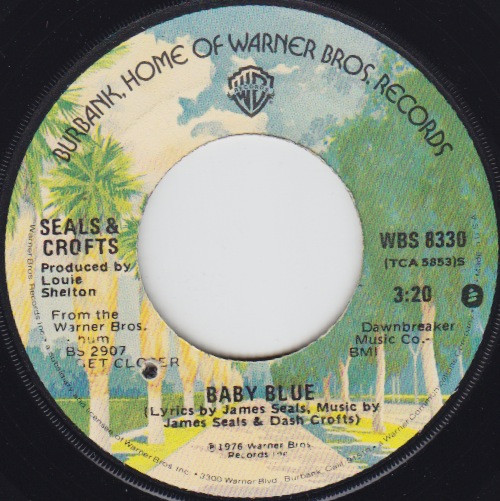 BURBANK, HOME OF WARNER BROS. RECORDS
SEALS &
CROFTS
Produced by
Louie
Shelton
From the
Warner Bros.
BS 2907
GET CLOSER
WBS 8330
(TCA 5853)S
3:20
Dawnbreaker
Music Co.-
BMI
BABY BLUE
(Lyrics by James Seals, Music by
James Seals & Dash Crofts)
℗ 1976 Warner Bros.
Records Inc.
3300 Warner Blvd., Burbank, Calif.